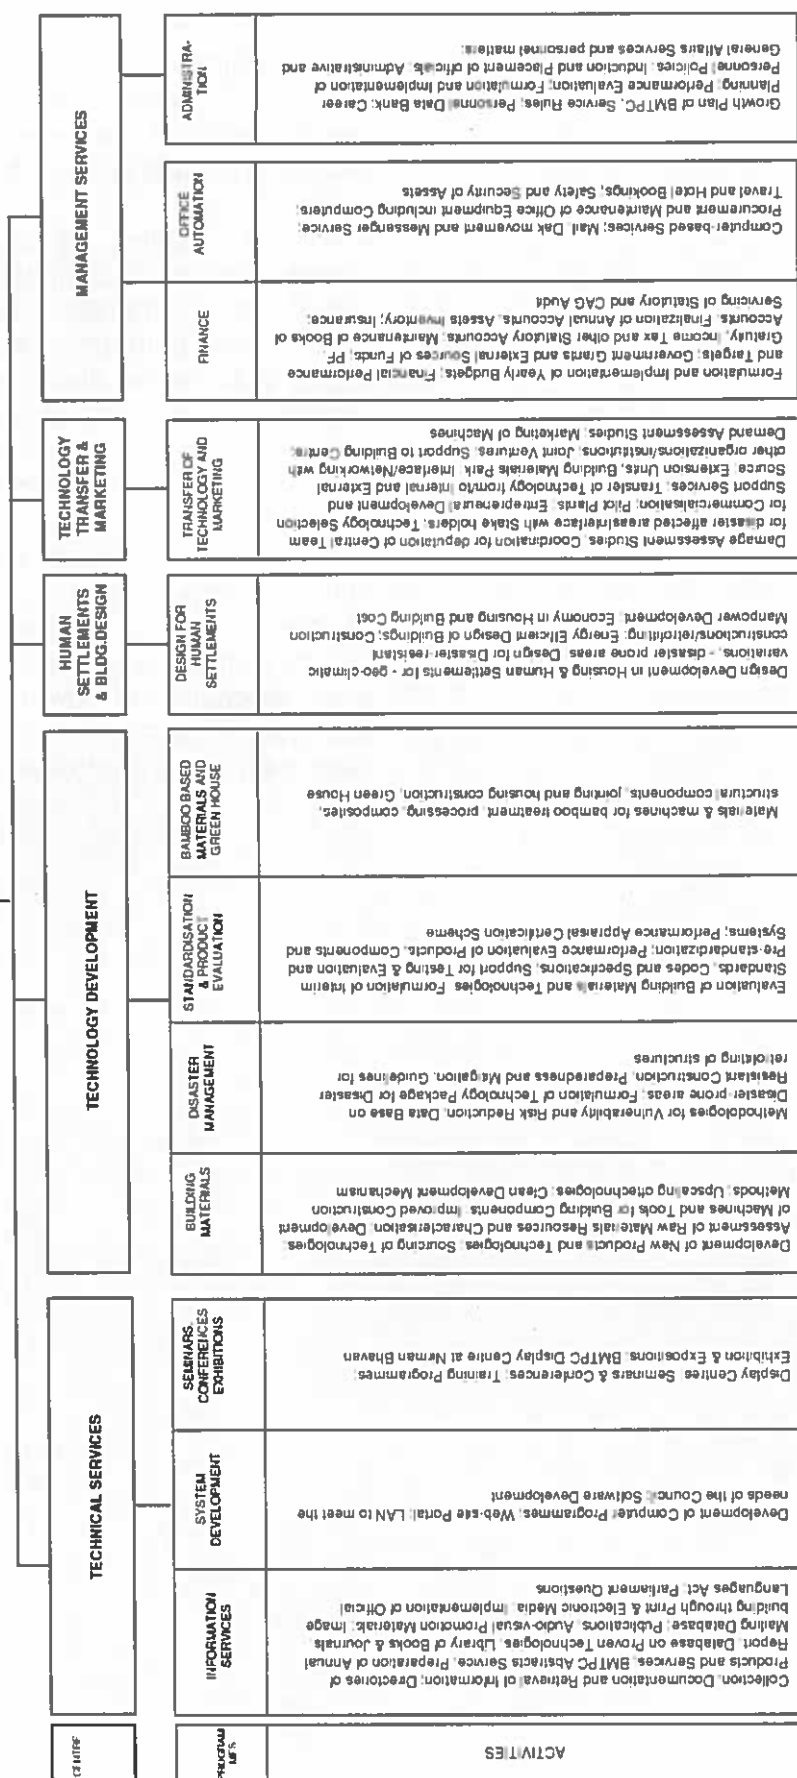 CENTRE
TECHNICAL SERVICES
TECHNOLOGY DEVELOPMENT
HUMAN
SETTLEMENTS
& BLDG.DESIGN
TECHNOLOGY
TRANSFER &
MARKETING
MANAGEMENT SERVICES
PROGRAM
MES
INFORMATION
SERVICES
SYSTEM
DEVELOPMENT
SEMINARS,
CONFERENCES
EXHIBITIONS
BUILDING
MATERIALS
DISASTER
MANAGEMENT
STANDARDISATION
& PRODUCT
EVALUATION
BAMBOO BASED
MATERIALS AND
GREEN HOUSE
DESIGN FOR
HUMAN
SETTLEMENTS
TRANSFER OF
TECHNOLOGY AND
MARKETING
FINANCE
OFFICE
AUTOMATION
ADMINISTRA-
TION
ACTIVITIES
Collection, Documentation and Retrieval of Information; Directories of
Products and Services, BMTPC Abstracts Service, Preparation of Annual
Report, Database on Proven Technologies, Library of Books & Journals
Mailing Database; Publications, Audio-visual Promotion Materials; Image
building through Print & Electronic Media, Implementation of Official
Languages Act; Parliament Questions
Development of Computer Programmes; Web-site Portal; LAN to meet the
needs of the Council; Software Development
Display Centres, Seminars & Conferences; Training Programmes;
Exhibition & Expositions; BMTPC Display Centre at Nirman Bhavan
Development of New Products and Technologies, Sourcing of Technologies;
Assessment of Raw Materials Resources and Characterisation; Development
of Machines and Tools for Building Components; Improved Construction
Methods; Upscaling oftechnologies; Clean Development Mechanism
Methodologies for Vulnerability and Risk Reduction, Data Base on
Disaster-prone areas; Formulation of Technology Package for Disaster
Resistant Construction, Preparedness and Mitigation, Guidelines for
retrofitting of structures
Evaluation of Building Materials and Technologies, Formulation of Interim
Standards, Codes and Specifications, Support for Testing & Evaluation and
Pre-standardization; Performance Evaluation of Products, Components and
Systems; Performance Appraisal Certification Scheme
Materials & machines for bamboo treatment, processing, composites,
structural components, jointing and housing construction, Green House
Design Development in Housing & Human Settlements for - geo-climatic
variations, - disaster prone areas; Design for Disaster-resistant
constructions/retrofitting; Energy Efficient Design of Buildings; Construction
Manpower Development; Economy in Housing and Building Cost
Damage Assessment Studies, Coordination for deputation of Central Team
for disaster affected areas/interface with Stake holders; Technology Selection
for Commercialisation; Pilot Plants; Entrepreneurial Development and
Support Services; Transfer of Technology from/to Internal and External
Source; Extension Units, Building Materials Park; Interface/Networking with
other organizations/institutions; Joint Ventures; Support to Building Centre;
Demand Assessment Studies; Marketing of Machines
Formulation and Implementation of Yearly Budgets; Financial Performance
and Targets; Government Grants and External Sources of Funds; PF,
Gratuity, Income Tax and other Statutory Accounts; Maintenance of Books of
Accounts, Finalization of Annual Accounts, Assets Inventory; Insurance;
Servicing of Statutory and CAG Audit
Computer-based Services; Mail, Dak movement and Messenger Service;
Procurement and Maintenance of Office Equipment including Computers;
Travel and Hotel Bookings; Safety and Security of Assets
Growth Plan of BMTPC, Service Rules; Personnel Data Bank; Career
Planning; Performance Evaluation; Formulation and Implementation of
Personnel Policies; Induction and Placement of officials; Administrative and
General Affairs Services and personnel matters;